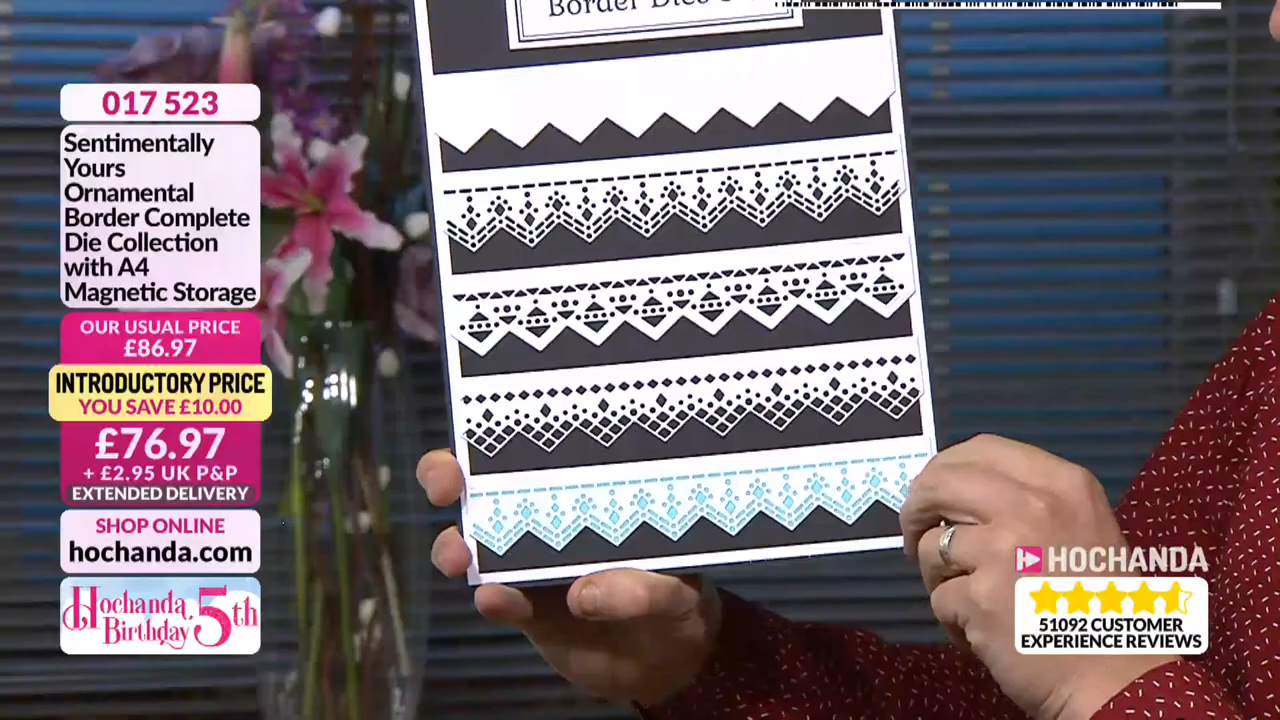 Border Dies
017 523
Sentimentally
Yours
Ornamental
Border Complete
Die Collection
with A4
Magnetic Storage
OUR USUAL PRICE
£86.97
INTRODUCTORY PRICE
YOU SAVE £10.00
£76.97
+ £2.95 UK P&P
EXTENDED DELIVERY
SHOP ONLINE
hochanda.com
Hochanda
Birthday 5th
HOCHANDA
51092 CUSTOMER
EXPERIENCE REVIEWS